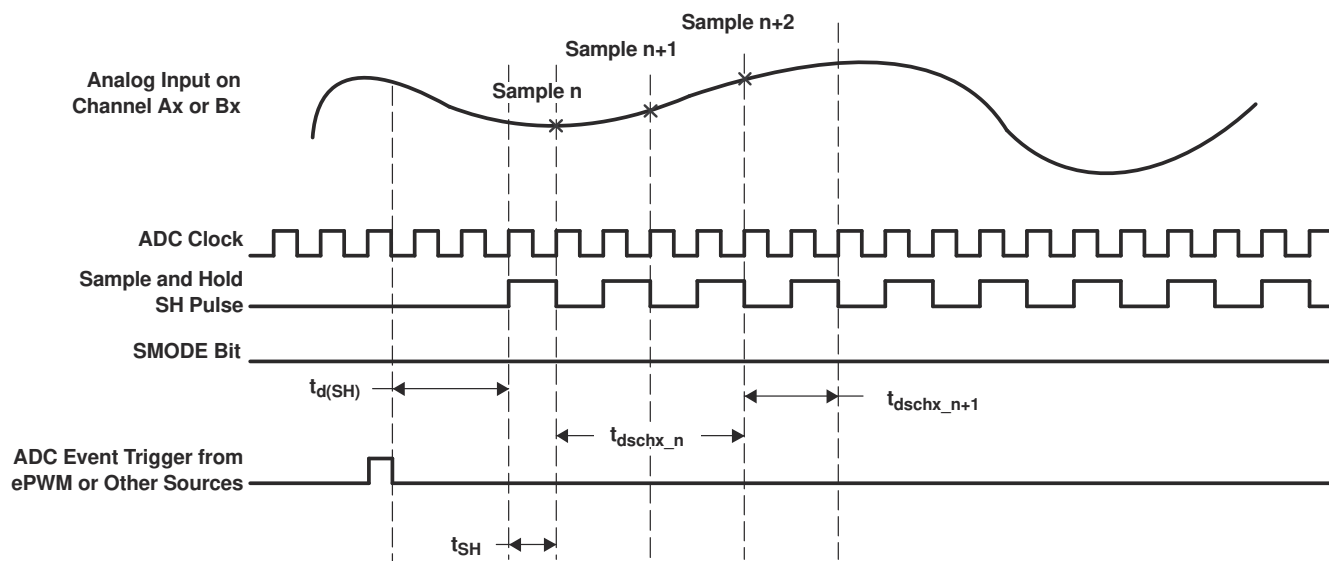 Sample n+2
Sample n+1
Analog Input on
Channel Ax or Bx
Sample n
ADC Clock
Sample and Hold
SH Pulse
SMODE Bit
td(SH)
tdschx_n+1
tdschx_n
ADC Event Trigger from
ePWM or Other Sources
tSH